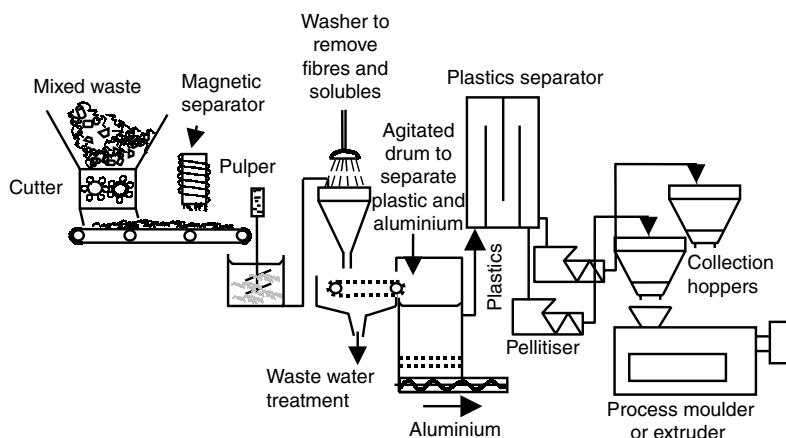 Mixed waste
Cutter
Magnetic
separator
Pulper
Washer to
remove
fibres and
solubles
Agitated
drum to
separate
plastic and
aluminium
Plastics separator
Plastics
Waste water
treatment
Aluminium
Pellitiser
Collection
hoppers
Process moulder
or extruder